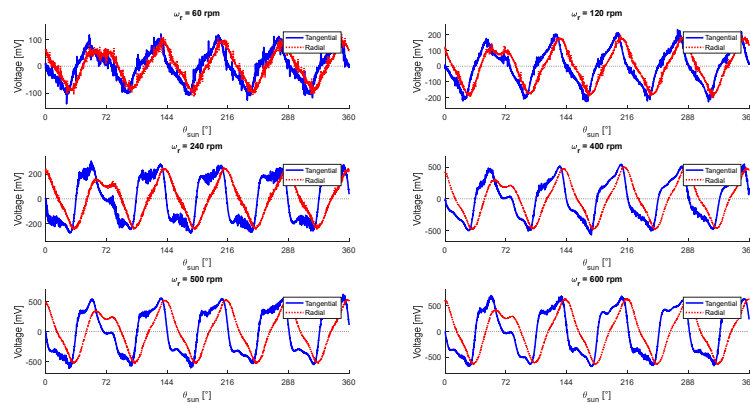 ω_r = 60 rpm
Voltage [mV]
100
0
-100
Tangential
Radial
0 72 144 216 288 360
θ_sun [°]
ω_r = 120 rpm
Voltage [mV]
200
100
0
-100
-200
Tangential
Radial
0 72 144 216 288 36
θ_sun [°]
ω_r = 240 rpm
Voltage [mV]
200
0
-200
Tangential
Radial
0 72 144 216 288 360
θ_sun [°]
ω_r = 400 rpm
Voltage [mV]
500
0
-500
Tangential
Radial
0 72 144 216 288 36
θ_sun [°]
ω_r = 500 rpm
Voltage [mV]
500
0
-500
Tangential
Radial
0 72 144 216 288 360
θ_sun [°]
ω_r = 600 rpm
Voltage [mV]
500
0
-500
Tangential
Radial
0 72 144 216 288 36
θ_sun [°]